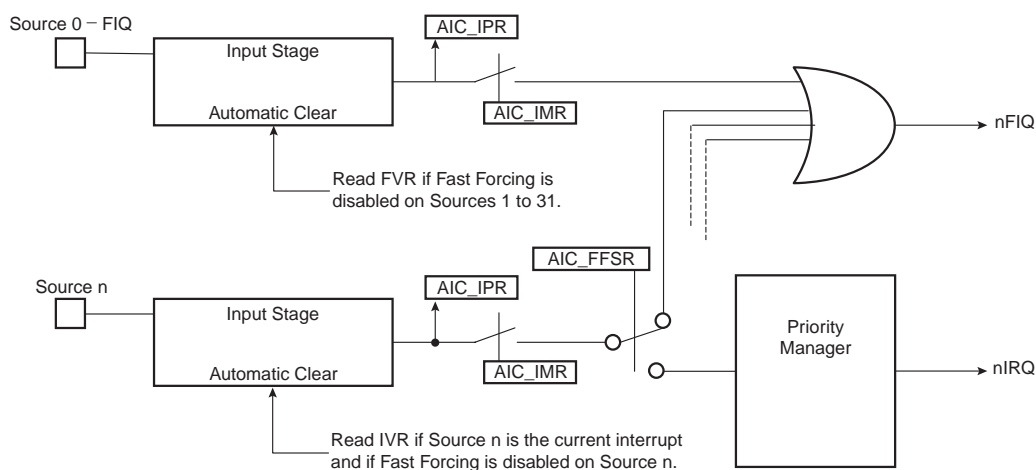 Source 0 – FIQ
AIC_IPR
Input Stage
Automatic Clear
AIC_IMR
nFIQ
Read FVR if Fast Forcing is
disabled on Sources 1 to 31.
AIC_FFSR
Source n
AIC_IPR
Input Stage
Priority
Manager
Automatic Clear
AIC_IMR
nIRQ
Read IVR if Source n is the current interrupt
and if Fast Forcing is disabled on Source n.